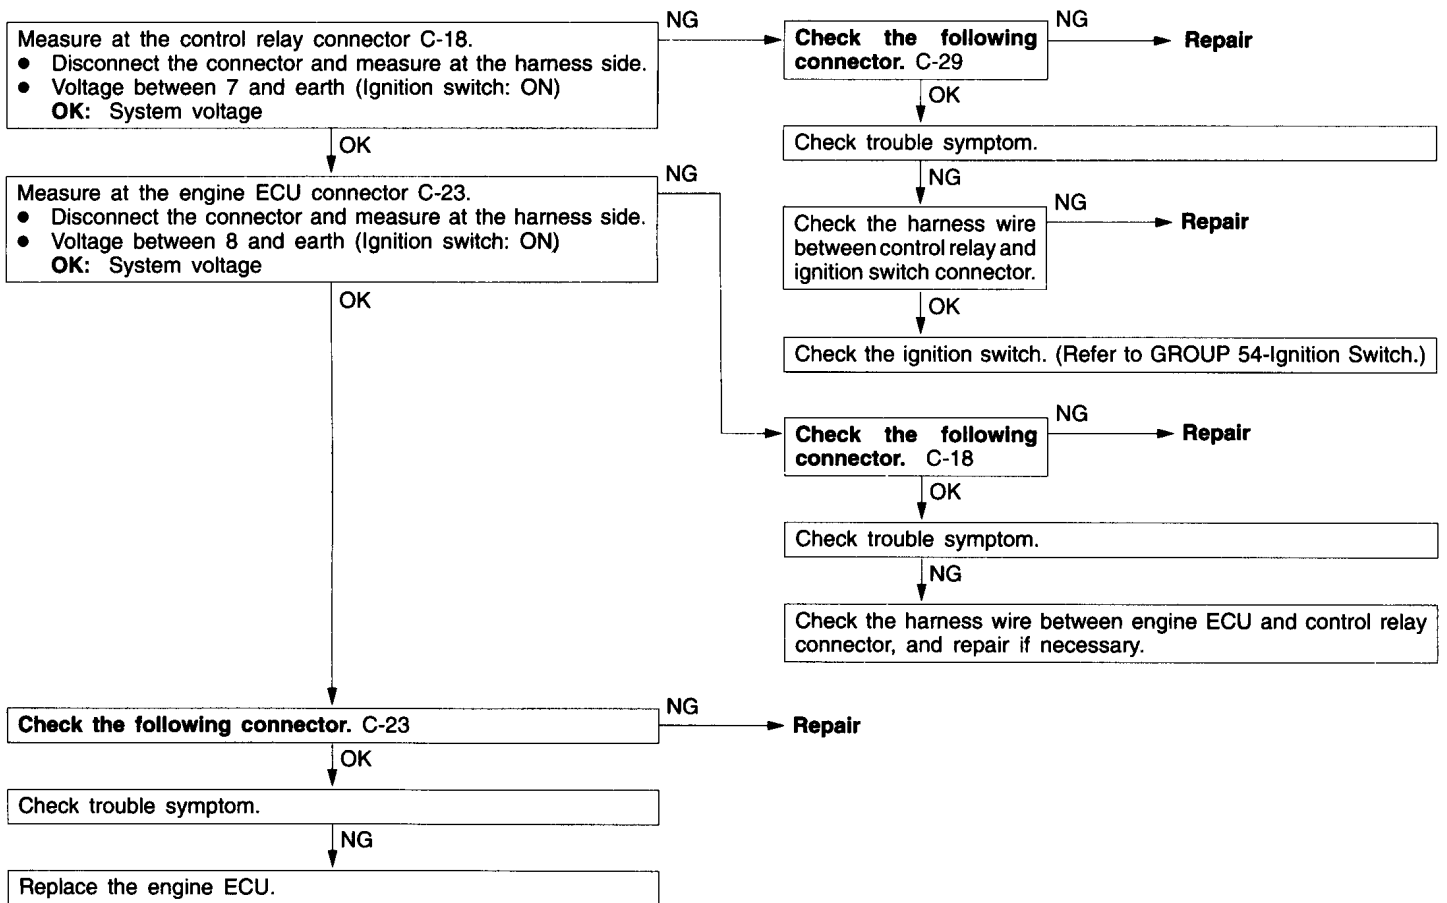 Measure at the control relay connector C-18.
● Disconnect the connector and measure at the harness side.
● Voltage between 7 and earth (Ignition switch: ON)
OK: System voltage
NG
Check the following
connector. C-29
NG
Repair
OK
Check trouble symptom.
NG
Check the harness wire
between control relay and
ignition switch connector.
NG
Repair
OK
Check the ignition switch. (Refer to GROUP 54-Ignition Switch.)
OK
Measure at the engine ECU connector C-23.
● Disconnect the connector and measure at the harness side.
● Voltage between 8 and earth (Ignition switch: ON)
OK: System voltage
NG
Check the following
connector. C-18
NG
Repair
OK
Check trouble symptom.
NG
Check the harness wire between engine ECU and control relay
connector, and repair if necessary.
OK
Check the following connector. C-23
NG
Repair
OK
Check trouble symptom.
NG
Replace the engine ECU.